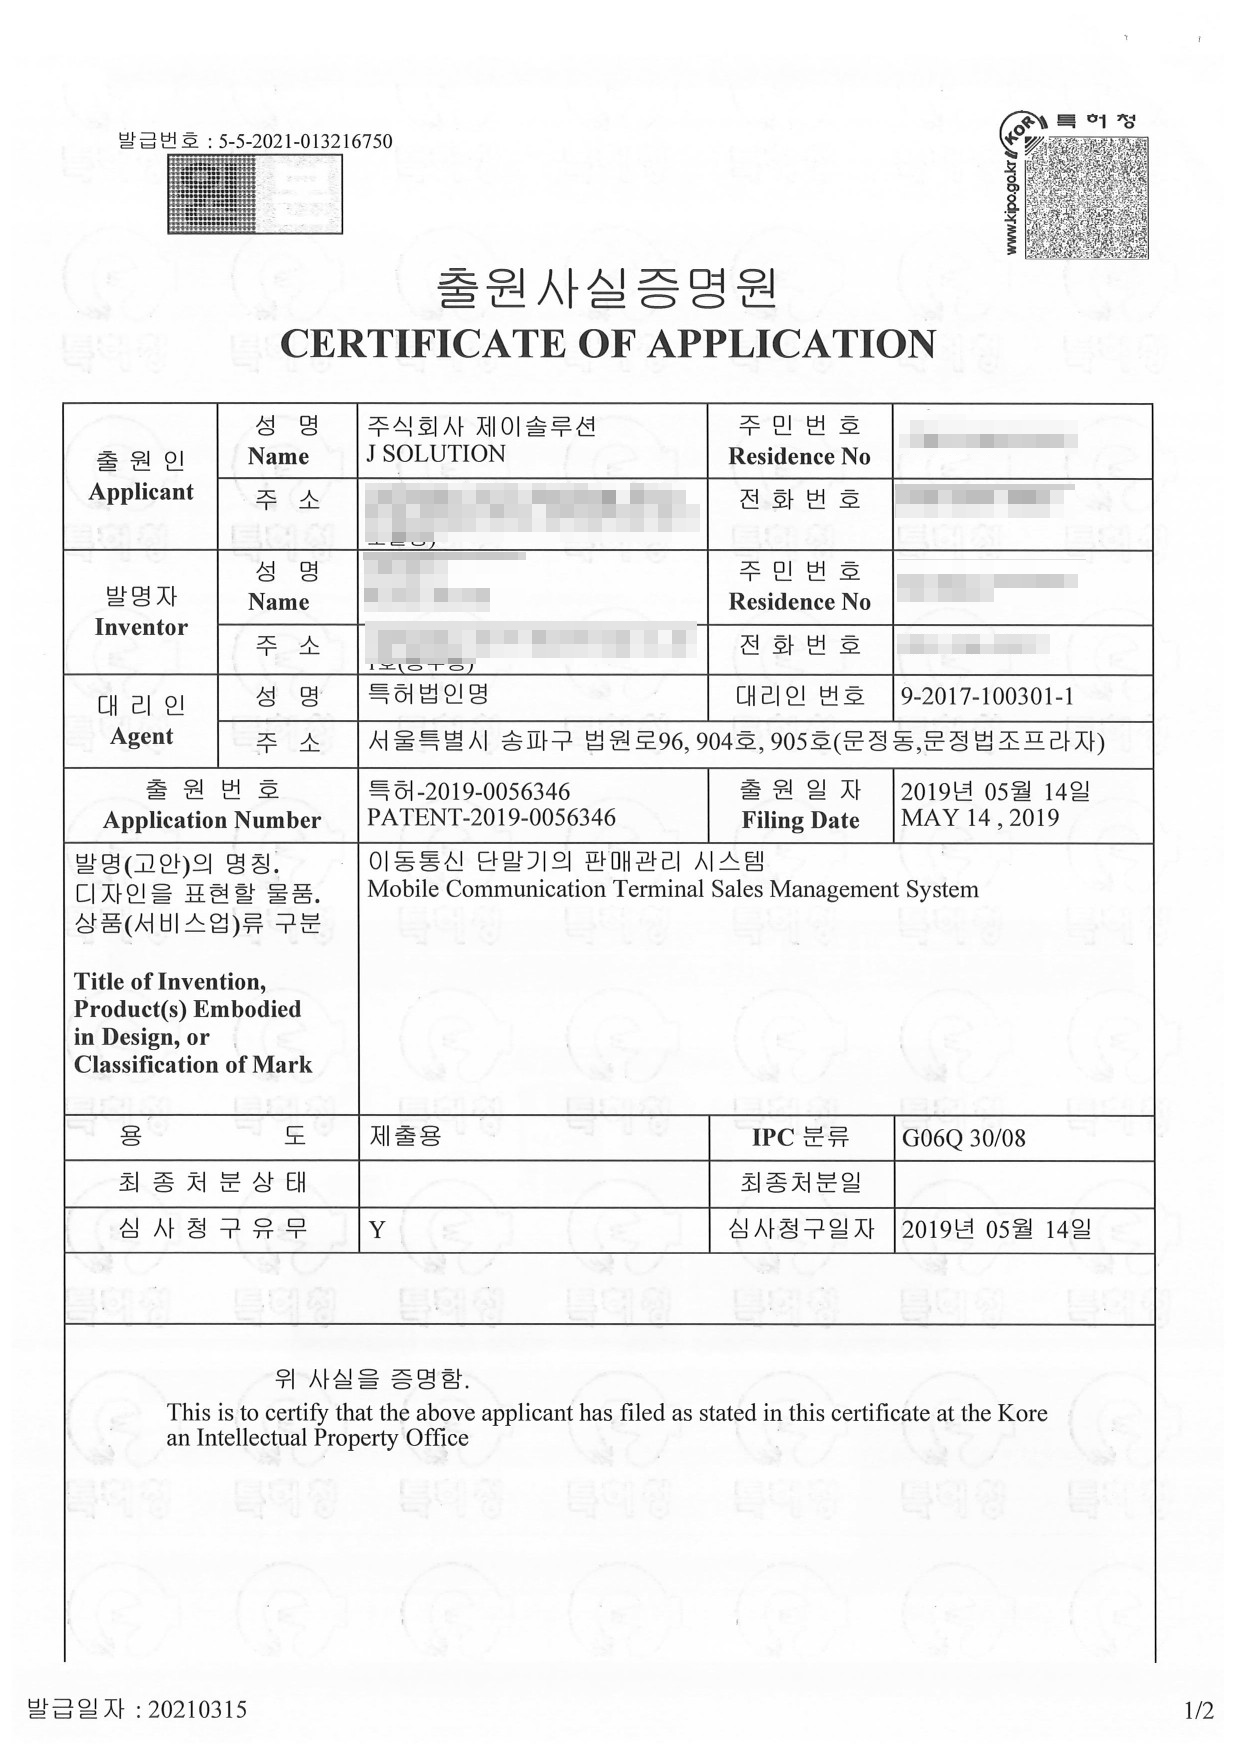 발급번호 : 5-5-2021-013216750
원
KOR 특허청
www.kipo.go.kr
출원사실증명원
CERTIFICATE OF APPLICATION
출 원 인
Applicant
성 명
Name
주식회사 제이솔루션
J SOLUTION
주 민 번 호
Residence No
주 소
전 화 번 호
발명자
Inventor
성 명
Name
주 민 번 호
Residence No
주 소
전 화 번 호
대 리 인
Agent
성 명
특허법인명
대리인 번호
9-2017-100301-1
주 소
서울특별시 송파구 법원로96, 904호, 905호(문정동,문정법조프라자)
출 원 번 호
Application Number
특허-2019-0056346
PATENT-2019-0056346
출 원 일 자
Filing Date
2019년 05월 14일
MAY 14 , 2019
발명(고안)의 명칭.
디자인을 표현할 물품.
상품(서비스업)류 구분
Title of Invention,
Product(s) Embodied
in Design, or
Classification of Mark
이동통신 단말기의 판매관리 시스템
Mobile Communication Terminal Sales Management System
용 도
제출용
IPC 분류
G06Q 30/08
최 종 처 분 상 태
최종처분일
심 사 청 구 유 무
Y
심사청구일자
2019년 05월 14일
위 사실을 증명함.
This is to certify that the above applicant has filed as stated in this certificate at the Kore
an Intellectual Property Office
발급일자 : 20210315
1/2